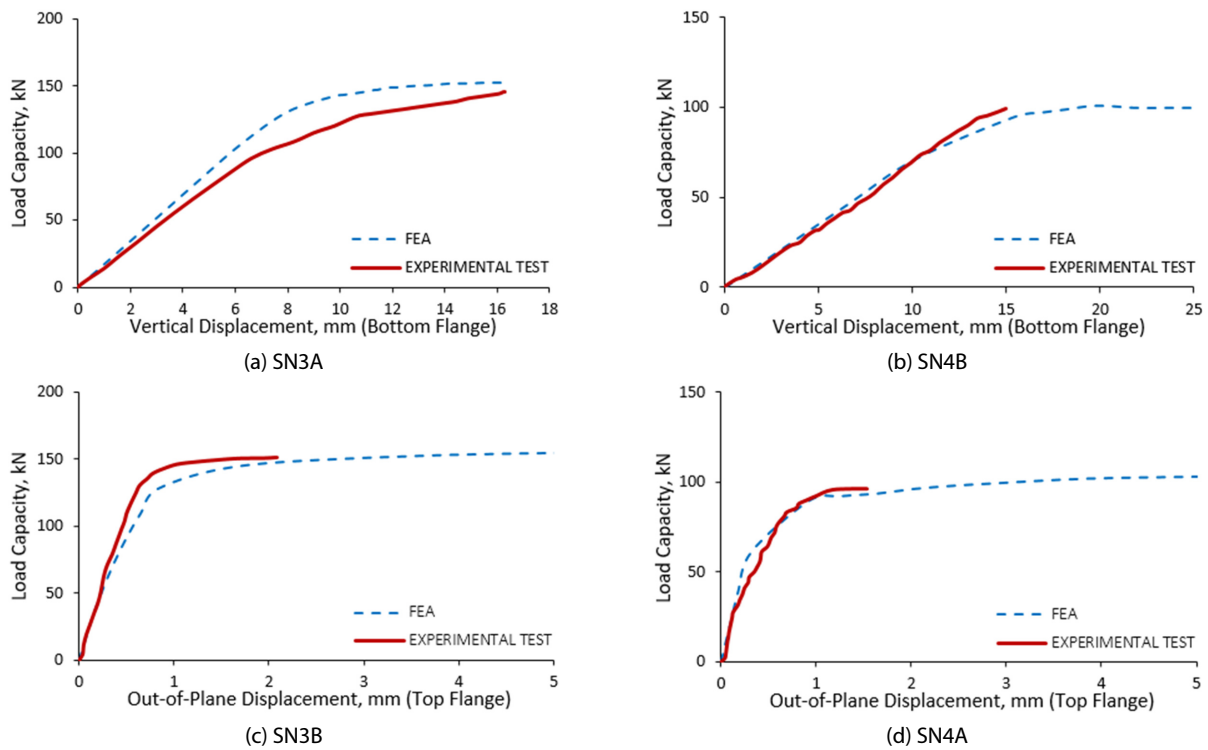 200
150
100
50
0
Load Capacity, kN
FEA
EXPERIMENTAL TEST
0 2 4 6 8 10 12 14 16 18
Vertical Displacement, mm (Bottom Flange)
(a) SN3A
150
100
50
0
Load Capacity, kN
FEA
EXPERIMENTAL TEST
0 5 10 15 20 25
Vertical Displacement, mm (Bottom Flange)
(b) SN4B
200
150
100
50
0
Load Capacity, kN
FEA
EXPERIMENTAL TEST
0 1 2 3 4 5
Out-of-Plane Displacement, mm (Top Flange)
(c) SN3B
150
100
50
0
Load Capacity, kN
FEA
EXPERIMENTAL TEST
0 1 2 3 4 5
Out-of-Plane Displacement, mm (Top Flange)
(d) SN4A